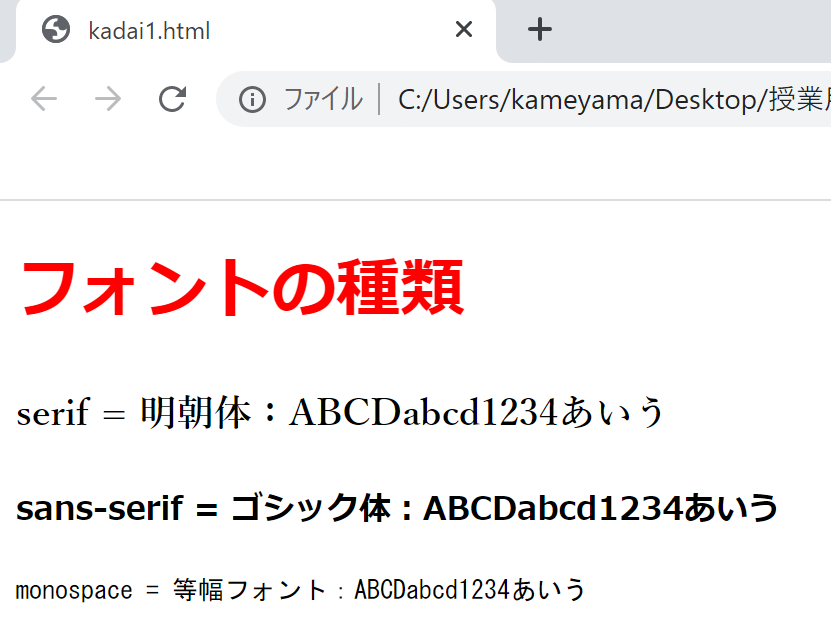 kadai1.html
ファイル C:/Users/kameyama/Desktop/授業
フォントの種類
serif = 明朝体：ABCDabcd1234あいう
sans-serif = ゴシック体：ABCDabcd1234あいう
monospace = 等幅フォント：ABCDabcd1234あいう